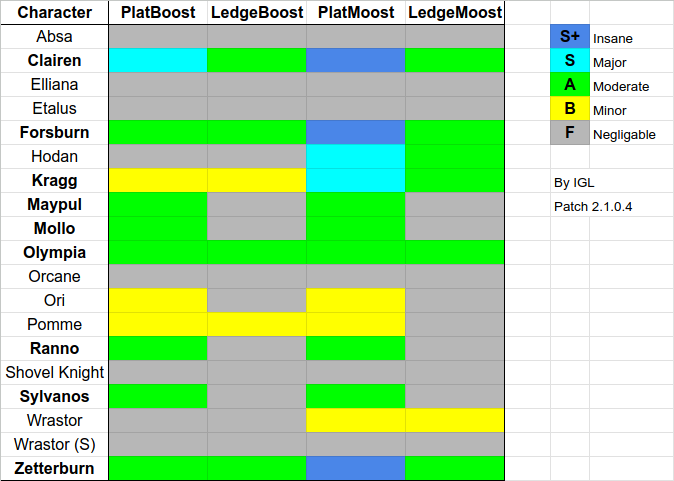 Character PlatBoost LedgeBoost PlatMoost LedgeMoost
Absa S+ Insane
Clairen S Major
Elliana A Moderate
Etalus B Minor
Forsburn F Negligable
Hodan
Kragg By IGL
Maypul Patch 2.1.0.4
Mollo
Olympia
Orcane
Ori
Pomme
Ranno
Shovel Knight
Sylvanos
Wrastor
Wrastor (S)
Zetterburn